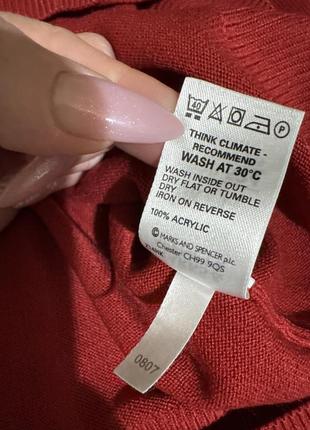 40 P
THINK CLIMATE -
RECOMMEND
WASH AT 30°C
WASH INSIDE OUT
DRY FLAT OR TUMBLE
DRY
IRON ON REVERSE
100% ACRYLIC
© MARKS AND SPENCER p.l.c.
Chester CH99 9QS
0807